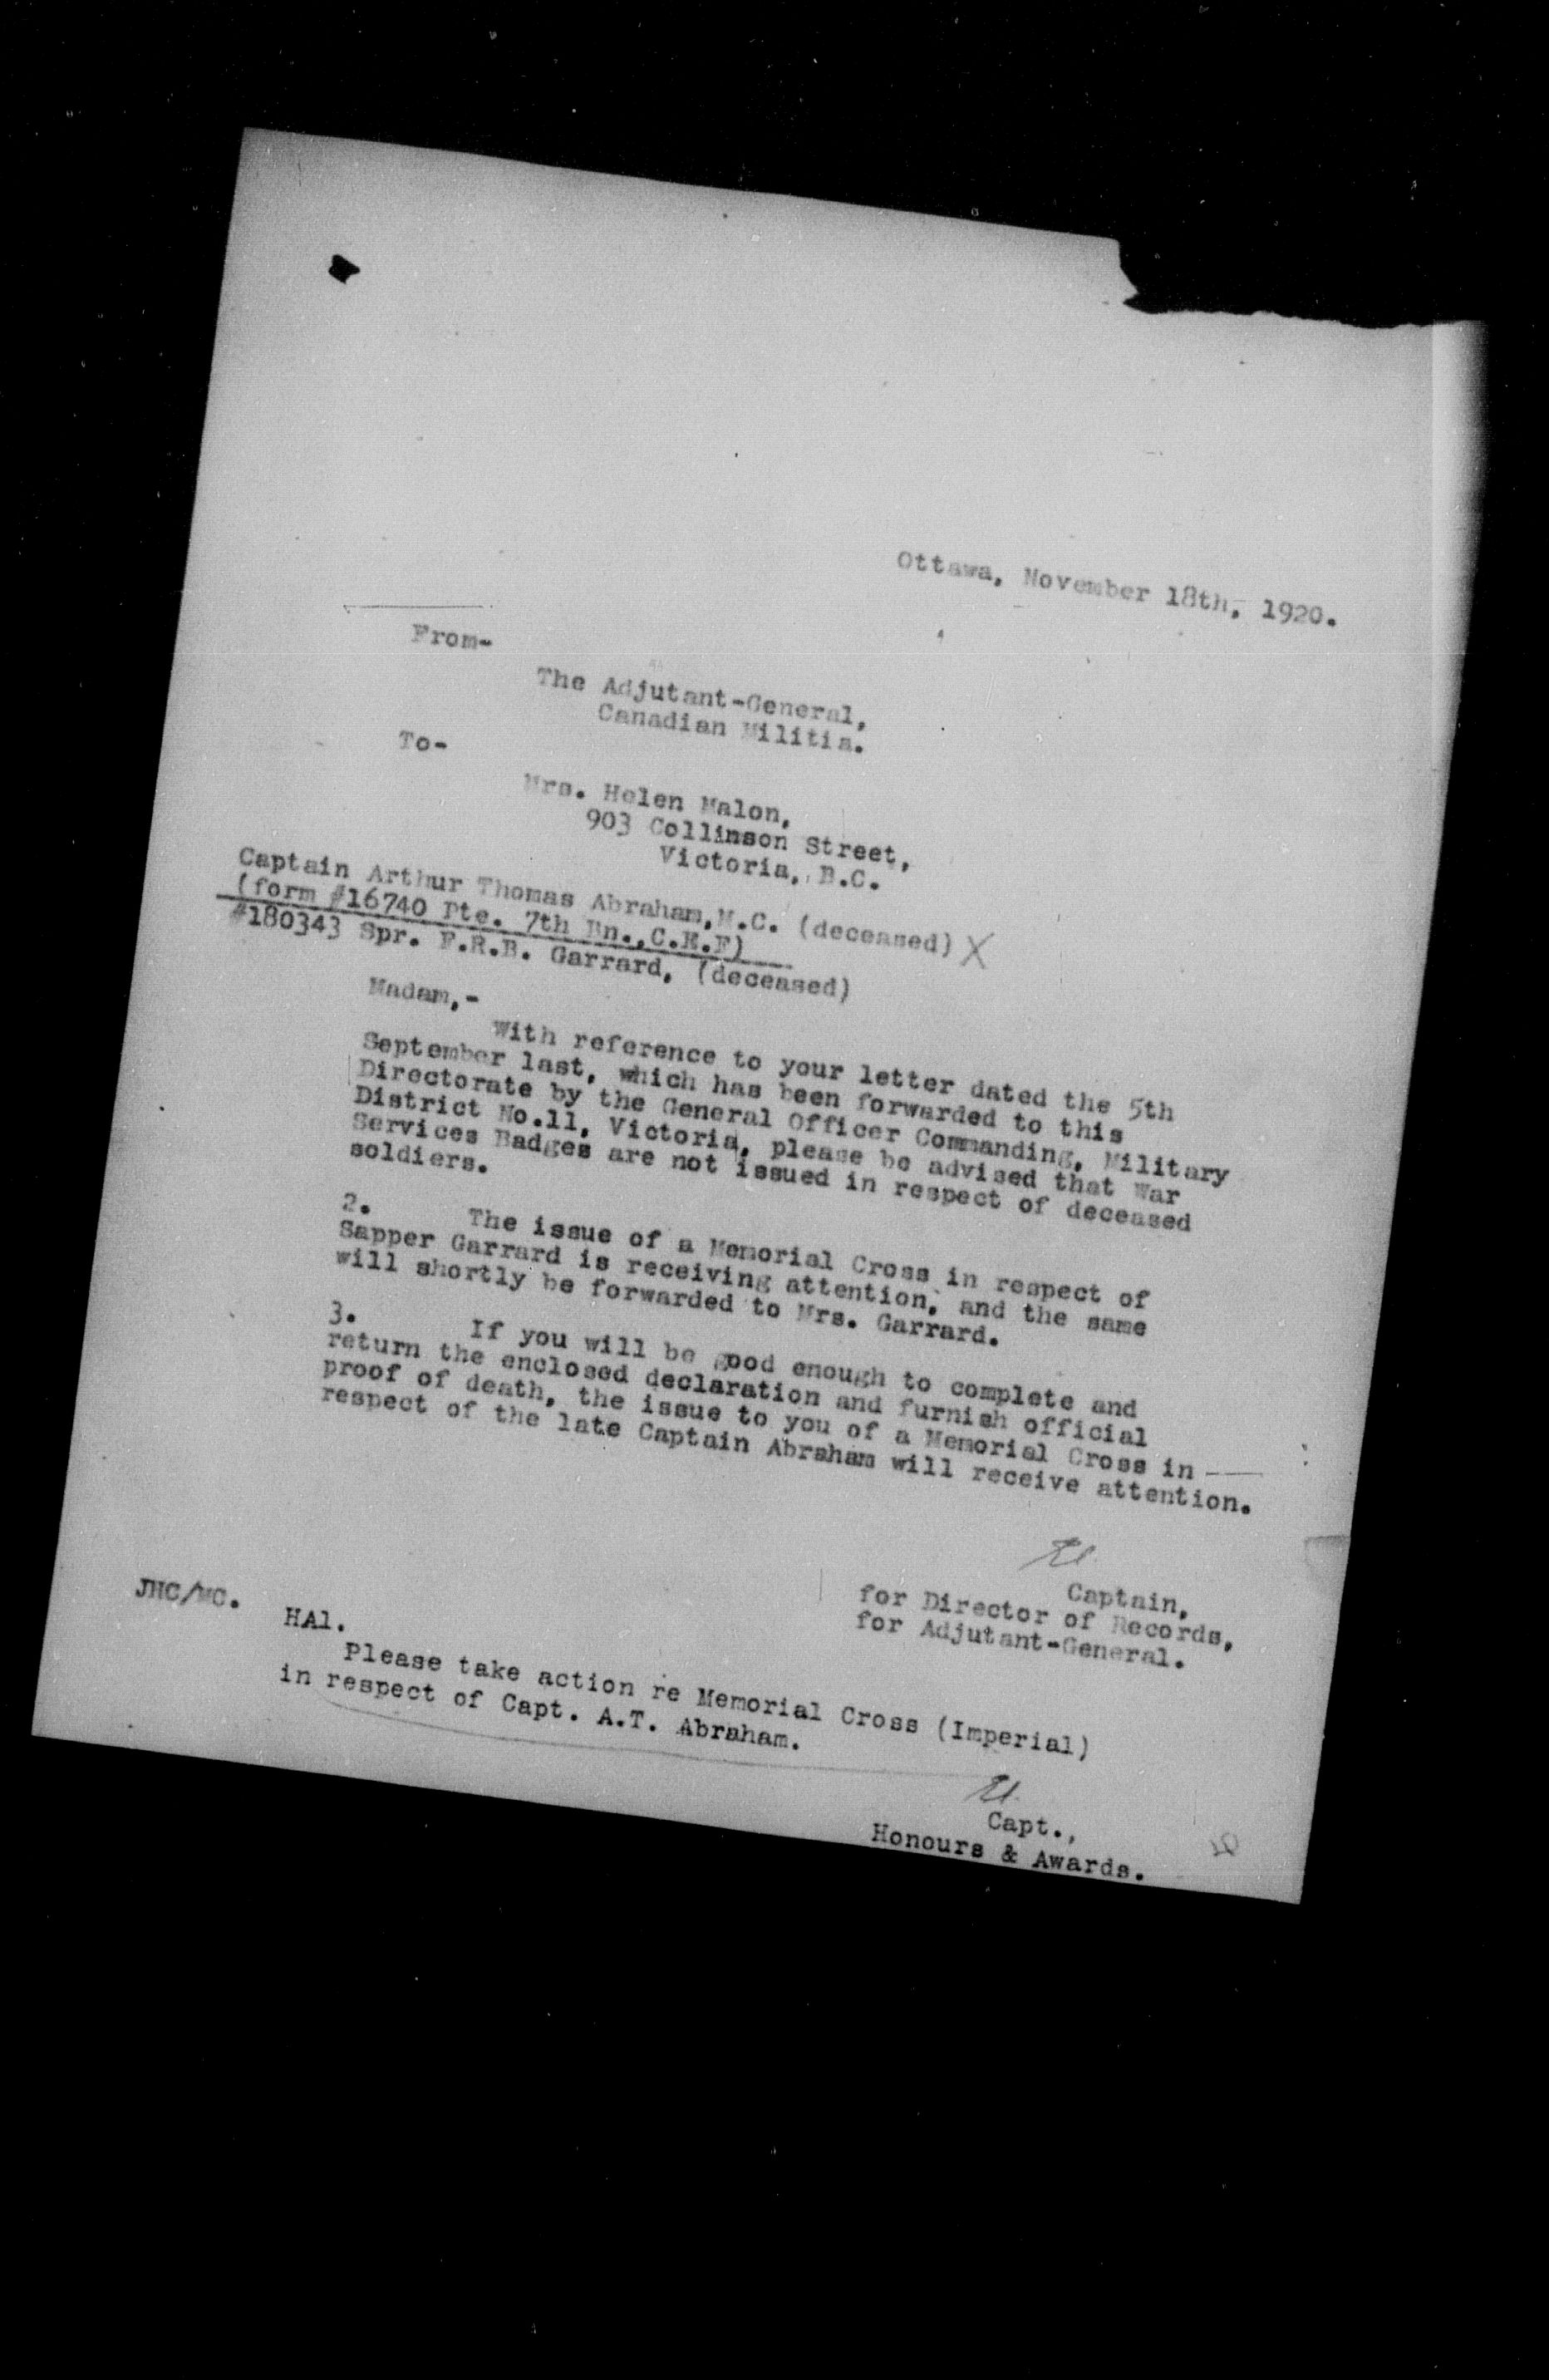 Ottawa, November 18th, 1920.
From-
The Adjutant-General,
Canadian Militia.
To-
Mrs. Helen Malon,
903 Collinson Street,
Victoria, B.C.
Captain Arthur Thomas Abraham, M.C. (deceased) X
(form #16740 Pte. 7th Bn., C.E.F)
#180343 Spr. F.R.B. Garrard, (deceased)
Madam,-
With reference to your letter dated the 5th
September last, which has been forwarded to this
Directorate by the General Officer Commanding, Military
District No.11, Victoria, please be advised that War
Services Badges are not issued in respect of deceased
soldiers.
2. The issue of a Memorial Cross in respect of
Sapper Garrard is receiving attention, and the same
will shortly be forwarded to Mrs. Garrard.
3. If you will be good enough to complete and
return the enclosed declaration and furnish official
proof of death, the issue to you of a Memorial Cross in
respect of the late Captain Abraham will receive attention.
Captain,
for Director of Records,
for Adjutant-General.
JHC/MC.
HA1.
Please take action re Memorial Cross (Imperial)
in respect of Capt. A.T. Abraham.
Capt.,
Honours & Awards.